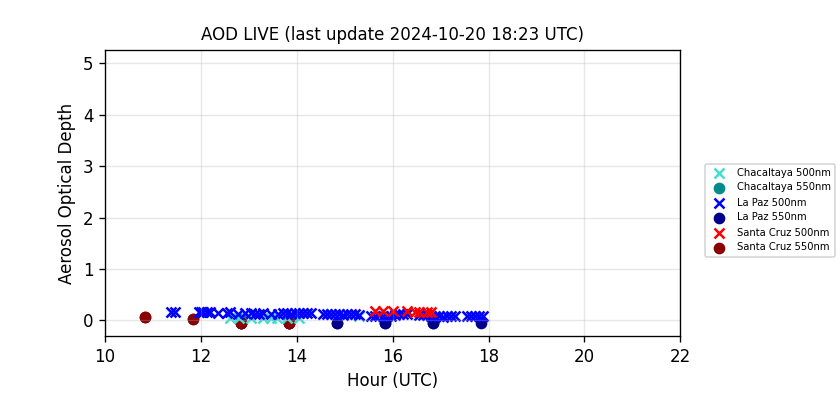 AOD LIVE (last update 2024-10-20 18:23 UTC)
Aerosol Optical Depth
5
4
3
2
1
0
10 12 14 16 18 20 22
Hour (UTC)
Chacaltaya 500nm
Chacaltaya 550nm
La Paz 500nm
La Paz 550nm
Santa Cruz 500nm
Santa Cruz 550nm